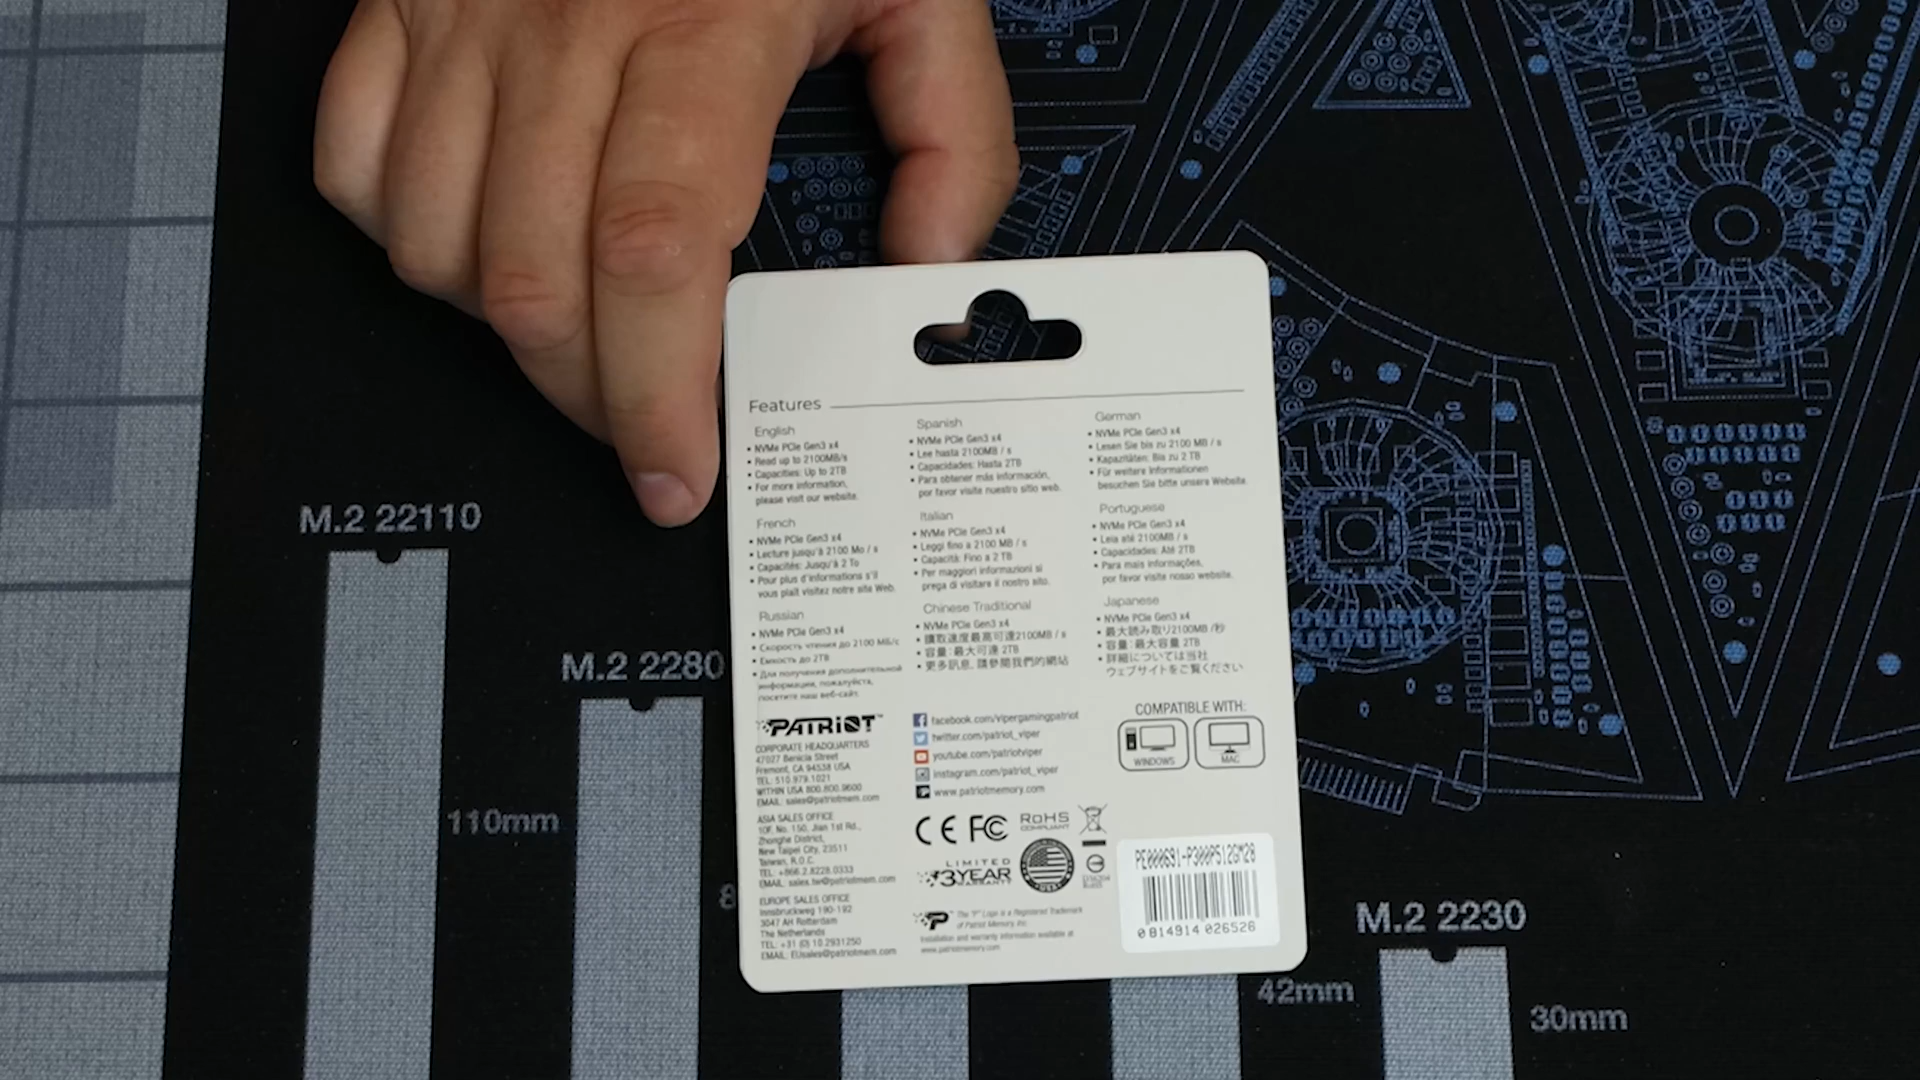 Features
English
• NVMe PCIe Gen3 x4
• Read up to 2100MB/s
• Capacities: Up to 2TB
• For more information,
please visit our website.
Spanish
• NVMe PCIe Gen3 x4
• Lee hasta 2100MB / s
• Capacidades: Hasta 2TB
• Para obtener más información,
por favor visite nuestro sitio web.
German
• NVMe PCIe Gen3 x4
• Lesen Sie bis zu 2100 MB / s
• Kapazitäten: Bis zu 2 TB
• Für weitere Informationen
besuchen Sie bitte unsere Website.
French
• NVMe PCIe Gen3 x4
• Lecture jusqu'à 2100 Mo / s
• Capacités: Jusqu'à 2 To
• Pour plus d'informations s'il
vous plaît visitez notre site Web.
Italian
• NVMe PCIe Gen3 x4
• Leggi fino a 2100 MB / s
• Capacità: Fino a 2 TB
• Per maggiori informazioni si
prega di visitare il nostro sito.
Portuguese
• NVMe PCIe Gen3 x4
• Leia até 2100MB / s
• Capacidades: Até 2TB
• Para mais informações,
por favor visite nosso website.
Russian
• NVMe PCIe Gen3 x4
• Скорость чтения до 2100 МБ/с
• Емкость до 2TB
• Для получения дополнительной
информации, пожалуйста,
посетите наш веб-сайт.
Chinese Traditional
• NVMe PCIe Gen3 x4
• 讀取速度最高可達2100MB / s
• 容量: 最大可達 2TB
• 更多訊息, 請參閱我們的網站
Japanese
• NVMe PCIe Gen3 x4
• 最大読み取り2100MB /秒
• 容量: 最大容量 2TB
• 詳細については当社
ウェブサイトをご覧ください
PATRiOT™
CORPORATE HEADQUARTERS
47027 Benicia Street
Fremont, CA 94538 USA
TEL: 510.979.1021
WITHIN USA 800.800.9600
EMAIL: sales@patriotmem.com
ASIA SALES OFFICE
10F, No. 150, Jian 1st Rd.,
Zhonghe District,
New Taipei City, 23511
Taiwan, R.O.C.
TEL: +886.2.8228.0333
EMAIL: sales.tw@patriotmem.com
EUROPE SALES OFFICE
Innsbruckweg 190-192
3047 AH Rotterdam
The Netherlands
TEL: +31 (0) 10.2931250
EMAIL: EUsales@patriotmem.com
facebook.com/vipergamingpatriot
twitter.com/patriot_viper
youtube.com/patriotviper
instagram.com/patriot_viper
www.patriotmemory.com
COMPATIBLE WITH:
WINDOWS
MAC
CE FC RoHS
COMPLIANT
LIMITED
3YEAR
WARRANTY
The "P" Logo is a Registered Trademark
of Patriot Memory Inc.
Installation and warranty information available at
www.patriotmemory.com
PE000691-P300P512GM28
0 814914 026526
M.2 22110
110mm
M.2 2280
8
42mm
M.2 2230
30mm